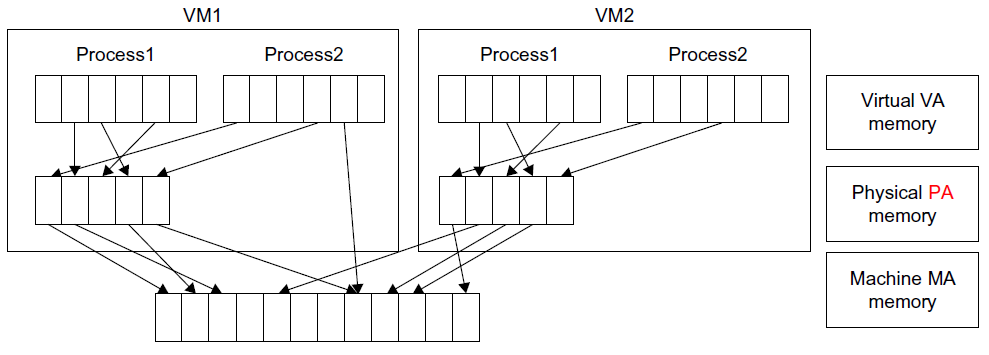 VM1
VM2
Process1
Process2
Process1
Process2
Virtual VA
memory
Physical PA
memory
Machine MA
memory